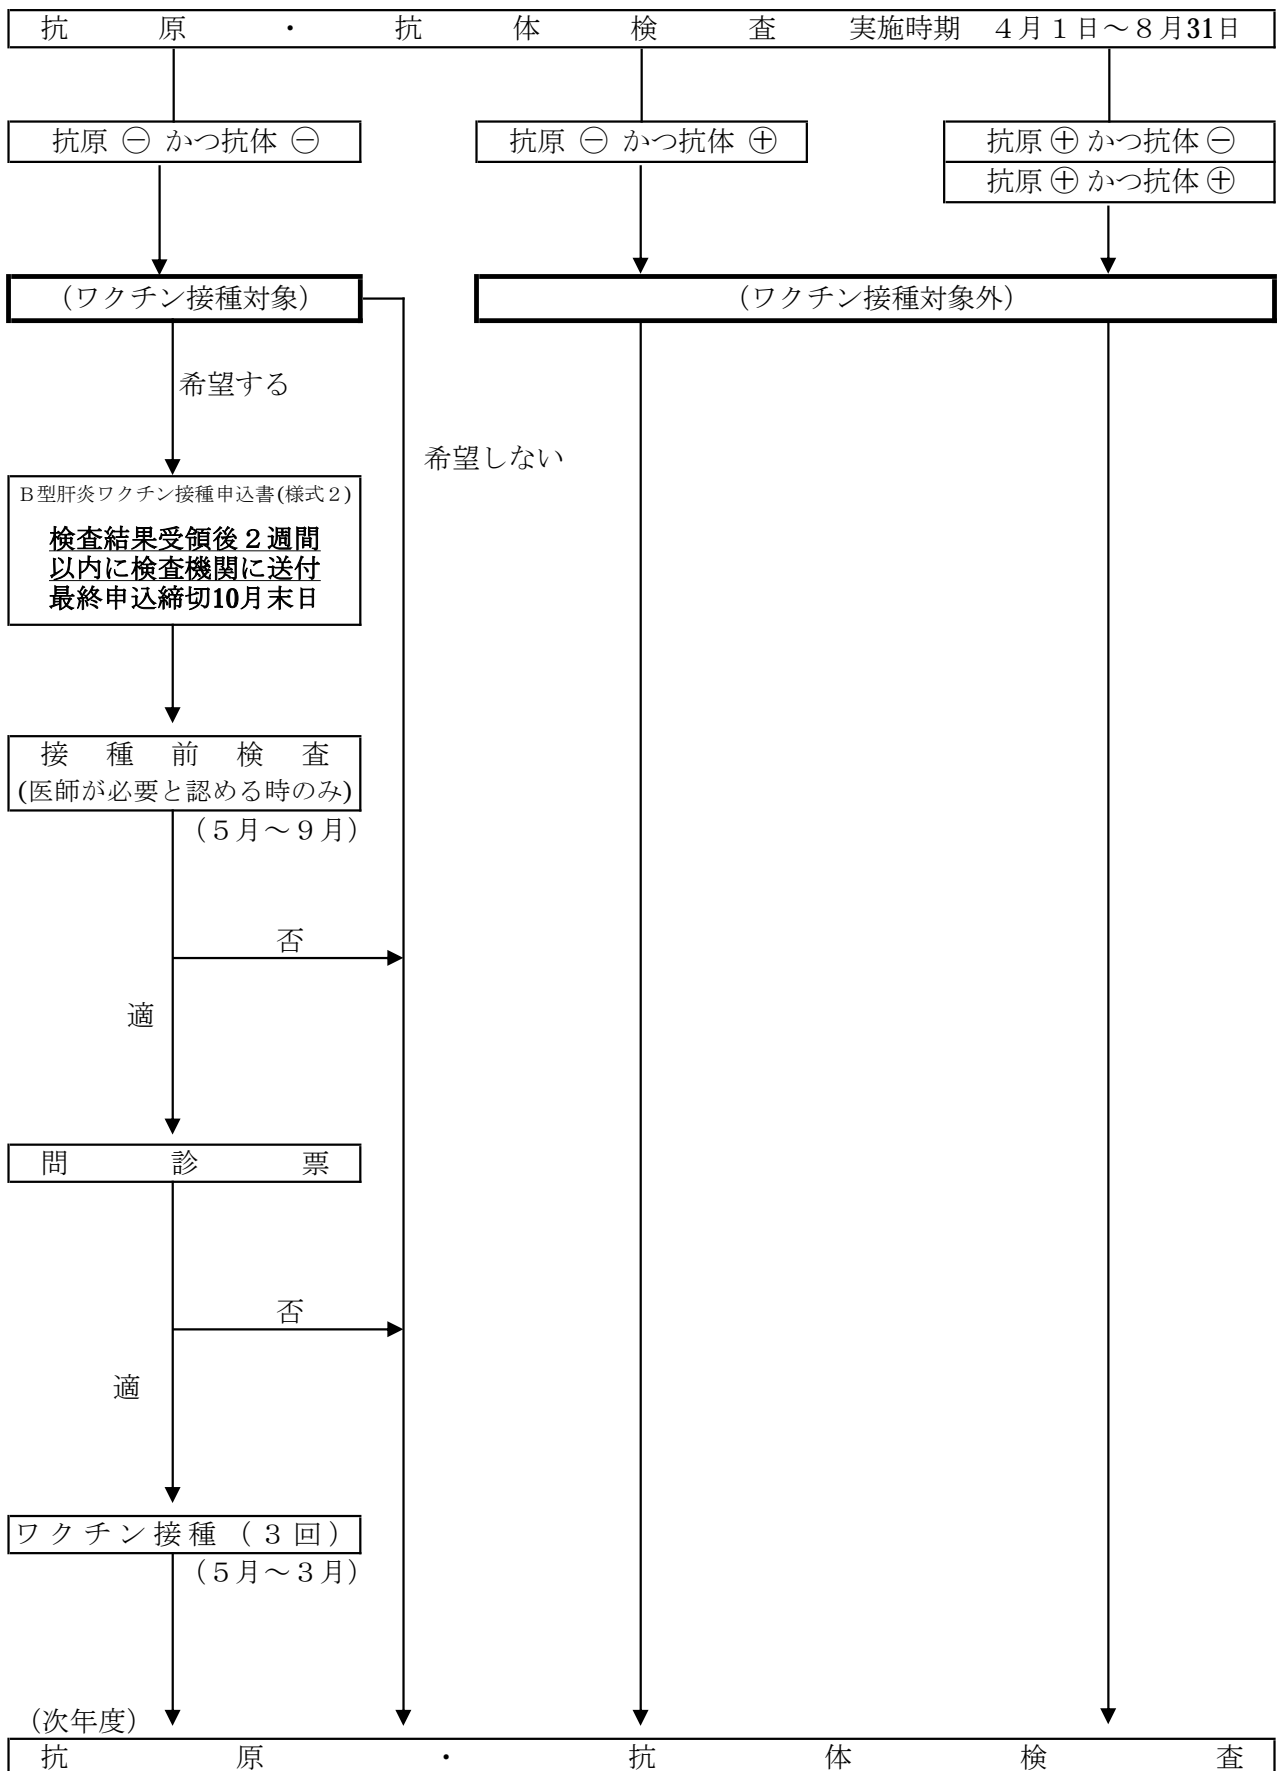 抗原・抗体検査 実施時期 ４月１日～８月31日
抗原 ㊀ かつ抗体 ㊀
抗原 ㊀ かつ抗体 ㊉
抗原 ㊉ かつ抗体 ㊀
抗原 ㊉ かつ抗体 ㊉
（ワクチン接種対象）
（ワクチン接種対象外）
希望する
希望しない
Ｂ型肝炎ワクチン接種申込書(様式２)
検査結果受領後２週間
以内に検査機関に送付
最終申込締切10月末日
接種前検査
(医師が必要と認める時のみ)
（５月～９月）
否
適
問診票
否
適
ワクチン接種（３回）
（５月～３月）
（次年度）
抗原・抗体検査